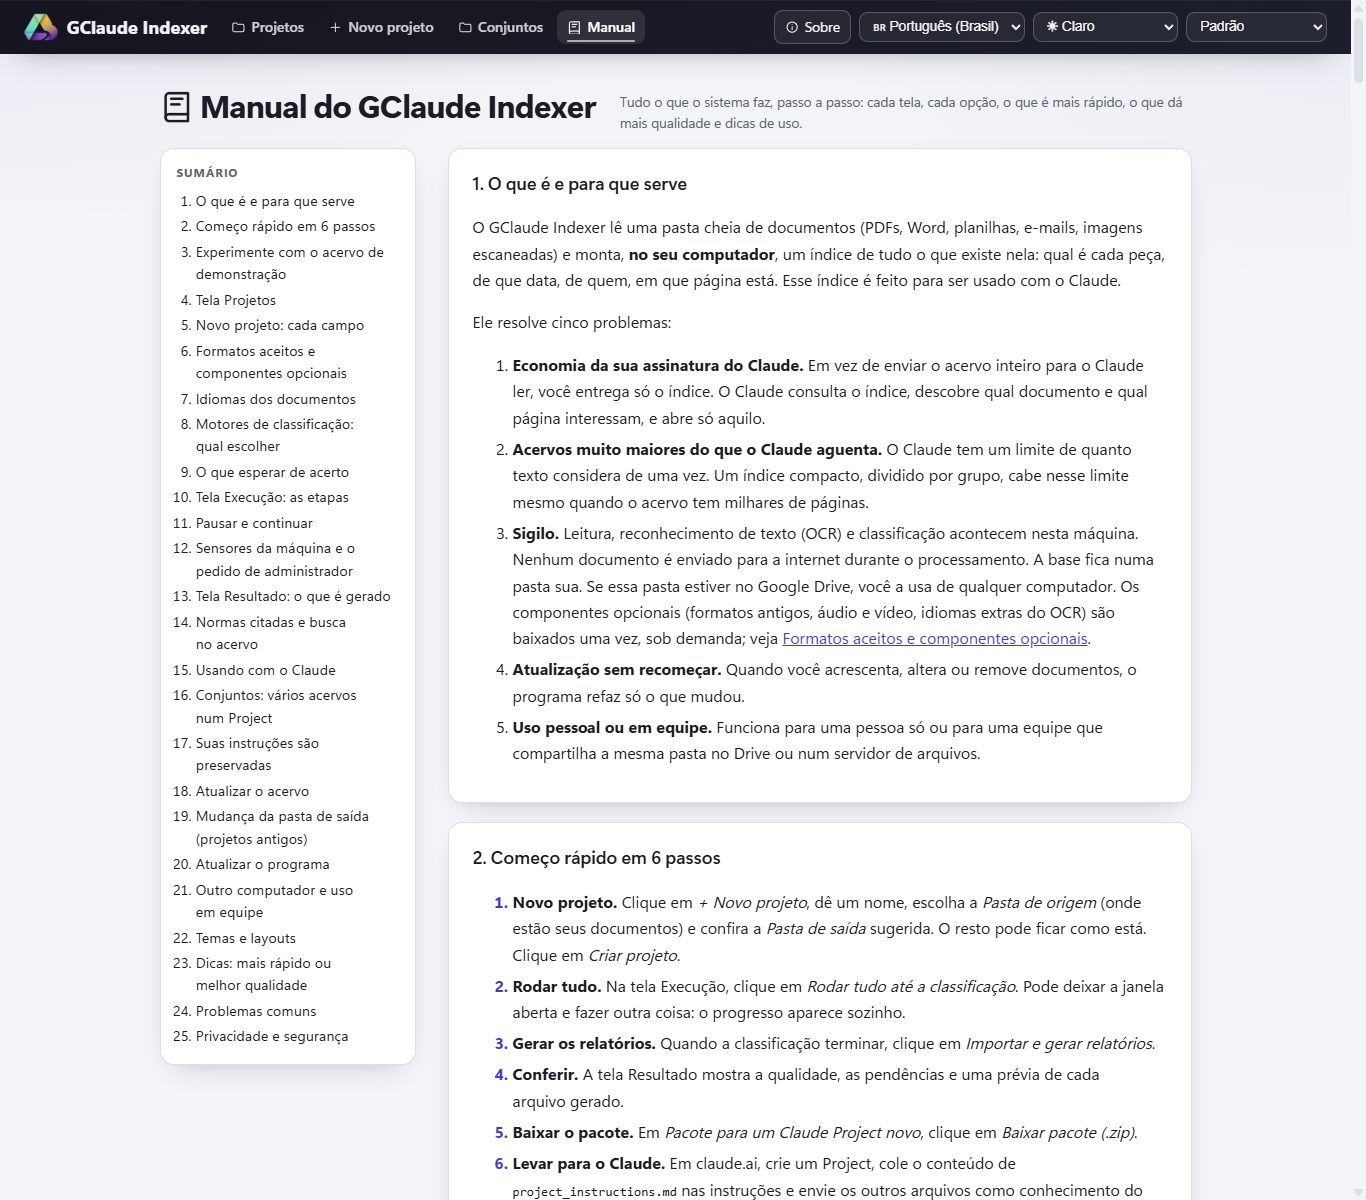 GClaude Indexer
Projetos
+ Novo projeto
Conjuntos
Manual
Sobre
BR Português (Brasil)
Claro
Padrão
Manual do GClaude Indexer
Tudo o que o sistema faz, passo a passo: cada tela, cada opção, o que é mais rápido, o que dá
mais qualidade e dicas de uso.
SUMÁRIO
1. O que é e para que serve
2. Começo rápido em 6 passos
3. Experimente com o acervo de
demonstração
4. Tela Projetos
5. Novo projeto: cada campo
6. Formatos aceitos e
componentes opcionais
7. Idiomas dos documentos
8. Motores de classificação:
qual escolher
9. O que esperar de acerto
10. Tela Execução: as etapas
11. Pausar e continuar
12. Sensores da máquina e o
pedido de administrador
13. Tela Resultado: o que é gerado
14. Normas citadas e busca
no acervo
15. Usando com o Claude
16. Conjuntos: vários acervos
num Project
17. Suas instruções são
preservadas
18. Atualizar o acervo
19. Mudança da pasta de saída
(projetos antigos)
20. Atualizar o programa
21. Outro computador e uso
em equipe
22. Temas e layouts
23. Dicas: mais rápido ou
melhor qualidade
24. Problemas comuns
25. Privacidade e segurança
1. O que é e para que serve
O GClaude Indexer lê uma pasta cheia de documentos (PDFs, Word, planilhas, e-mails, imagens
escaneadas) e monta, no seu computador, um índice de tudo o que existe nela: qual é cada peça,
de que data, de quem, em que página está. Esse índice é feito para ser usado com o Claude.
Ele resolve cinco problemas:
1. Economia da sua assinatura do Claude. Em vez de enviar o acervo inteiro para o Claude
ler, você entrega só o índice. O Claude consulta o índice, descobre qual documento e qual
página interessam, e abre só aquilo.
2. Acervos muito maiores do que o Claude aguenta. O Claude tem um limite de quanto
texto considera de uma vez. Um índice compacto, dividido por grupo, cabe nesse limite
mesmo quando o acervo tem milhares de páginas.
3. Sigilo. Leitura, reconhecimento de texto (OCR) e classificação acontecem nesta máquina.
Nenhum documento é enviado para a internet durante o processamento. A base fica numa
pasta sua. Se essa pasta estiver no Google Drive, você a usa de qualquer computador. Os
componentes opcionais (formatos antigos, áudio e vídeo, idiomas extras do OCR) são
baixados uma vez, sob demanda; veja Formatos aceitos e componentes opcionais.
4. Atualização sem recomeçar. Quando você acrescenta, altera ou remove documentos, o
programa refaz só o que mudou.
5. Uso pessoal ou em equipe. Funciona para uma pessoa só ou para uma equipe que
compartilha a mesma pasta no Drive ou num servidor de arquivos.
2. Começo rápido em 6 passos
1. Novo projeto. Clique em + Novo projeto, dê um nome, escolha a Pasta de origem (onde
estão seus documentos) e confira a Pasta de saída sugerida. O resto pode ficar como está.
Clique em Criar projeto.
2. Rodar tudo. Na tela Execução, clique em Rodar tudo até a classificação. Pode deixar a janela
aberta e fazer outra coisa: o progresso aparece sozinho.
3. Gerar os relatórios. Quando a classificação terminar, clique em Importar e gerar relatórios.
4. Conferir. A tela Resultado mostra a qualidade, as pendências e uma prévia de cada
arquivo gerado.
5. Baixar o pacote. Em Pacote para um Claude Project novo, clique em Baixar pacote (.zip).
6. Levar para o Claude. Em claude.ai, crie um Project, cole o conteúdo de
project_instructions.md nas instruções e envie os outros arquivos como conhecimento do